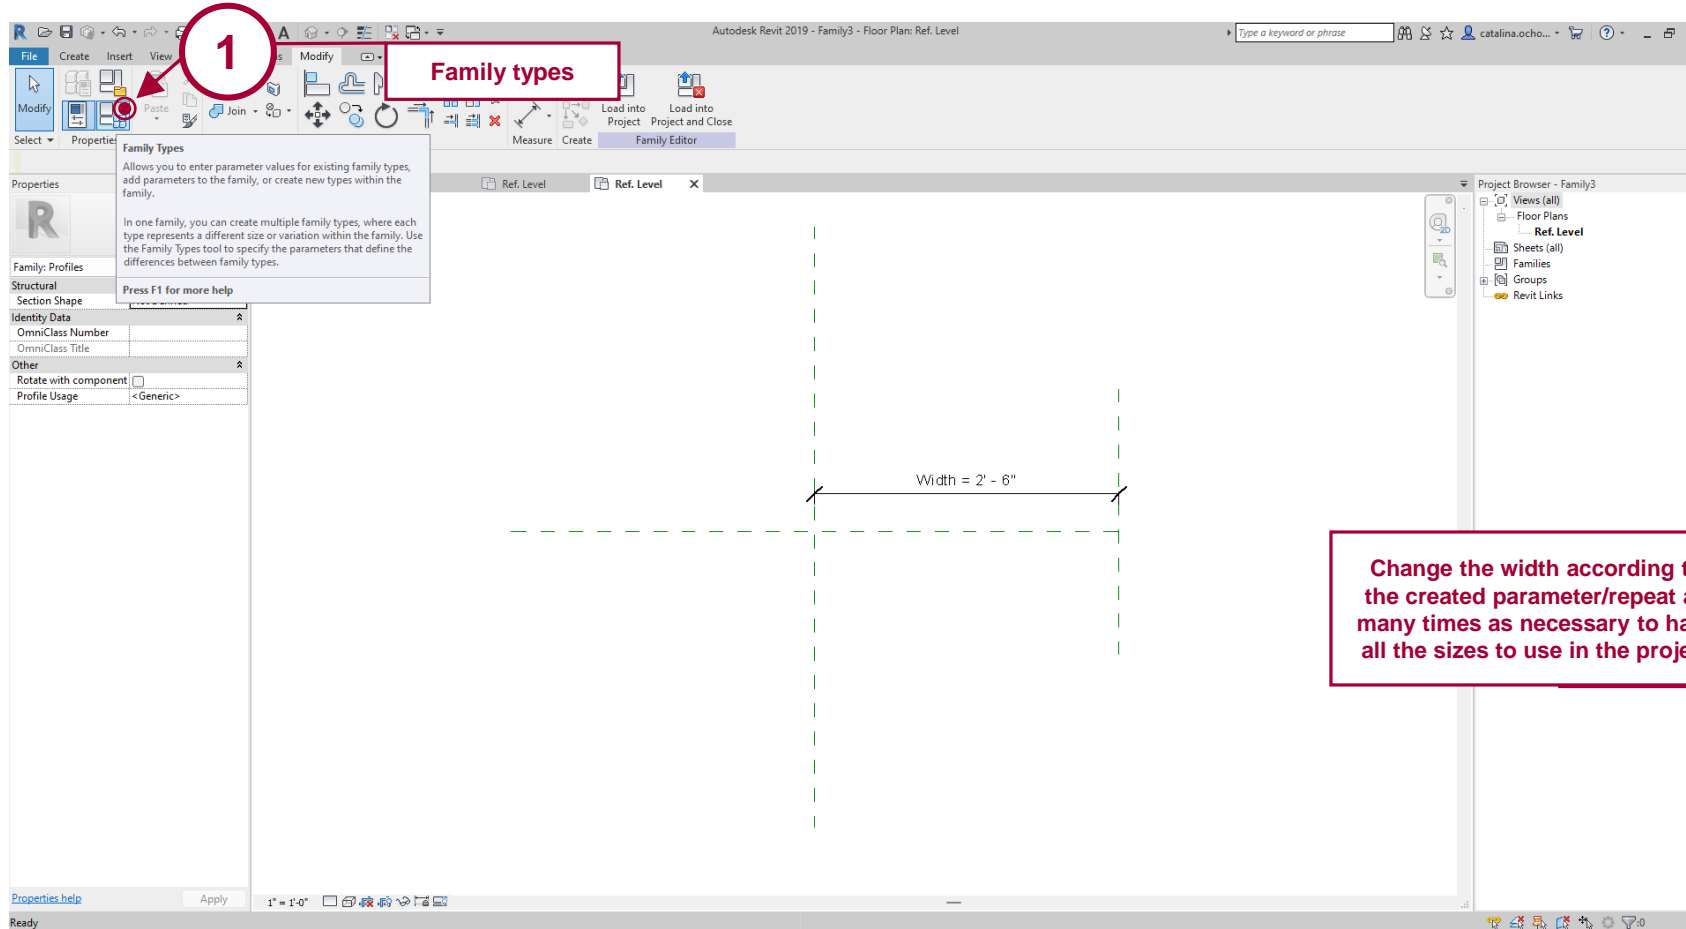 Autodesk Revit 2019 - Family3 - Floor Plan: Ref. Level
Type a keyword or phrase
catalina.ocho...
File Create Insert View Modify
1
Family types
Modify
Paste
Join
Load into Project
Load into Project and Close
Select Properties Measure Create Family Editor
Family Types
Allows you to enter parameter values for existing family types,
add parameters to the family, or create new types within the
family.
In one family, you can create multiple family types, where each
type represents a different size or variation within the family. Use
the Family Types tool to specify the parameters that define the
differences between family types.
Press F1 for more help
Properties
Ref. Level
Ref. Level X
Family: Profiles
Structural
Section Shape
Identity Data
OmniClass Number
OmniClass Title
Other
Rotate with component
Profile Usage <Generic>
Width = 2' - 6"
Project Browser - Family3
Views (all)
Floor Plans
Ref. Level
Sheets (all)
Families
Groups
Revit Links
2D
Change the width according t
the created parameter/repeat a
many times as necessary to ha
all the sizes to use in the proje
Properties help
Apply
1" = 1'-0"
Ready
:0